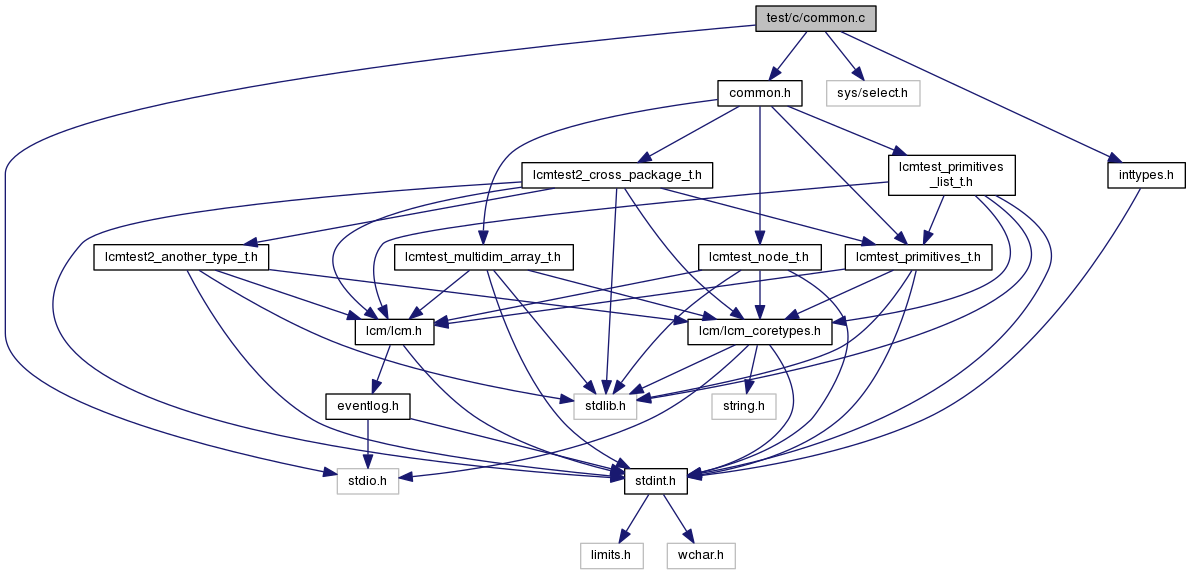 test/c/common.c
common.h
sys/select.h
lcmtest2_cross_package_t.h
lcmtest_primitives
_list_t.h
inttypes.h
lcmtest2_another_type_t.h
lcmtest_multidim_array_t.h
lcmtest_node_t.h
lcmtest_primitives_t.h
lcm/lcm.h
lcm/lcm_coretypes.h
eventlog.h
stdlib.h
string.h
stdio.h
stdint.h
limits.h
wchar.h